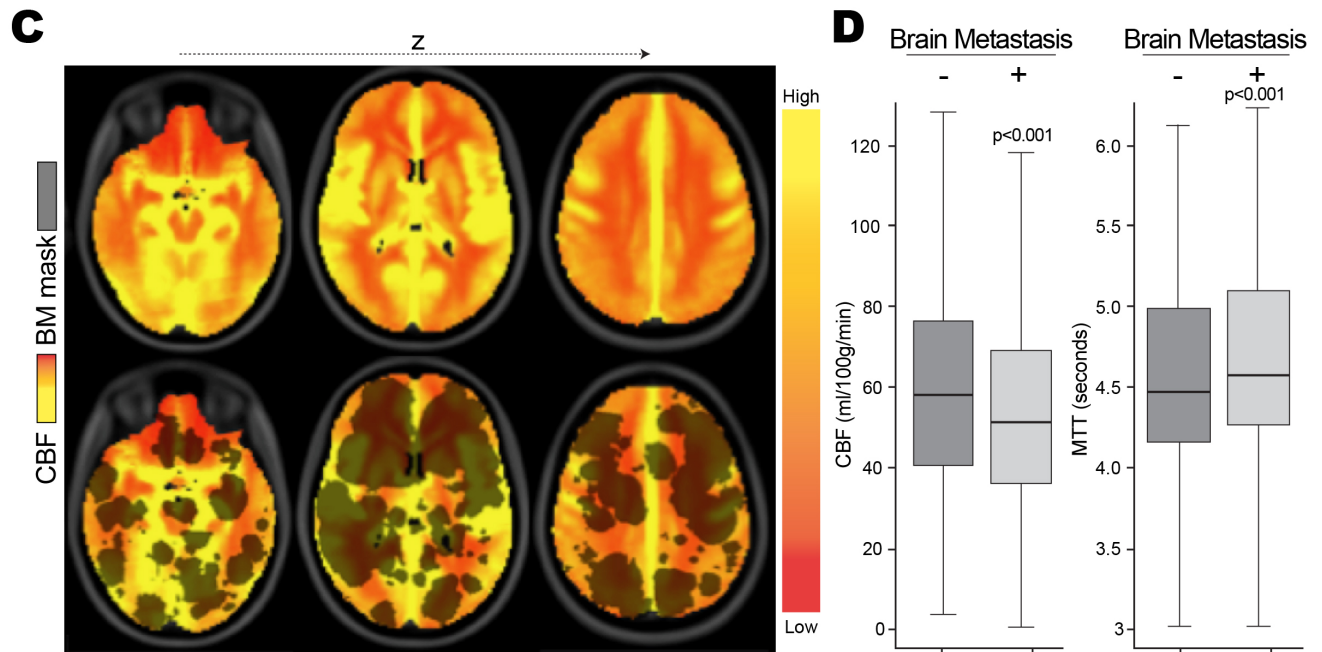 C
z
BM mask
CBF
High
Low
D
Brain Metastasis
- +
p<0.001
CBF (ml/100g/min)
120
100
80
60
40
20
0
Brain Metastasis
- +
p<0.001
MTT (seconds)
6.0
5.5
5.0
4.5
4.0
3.5
3